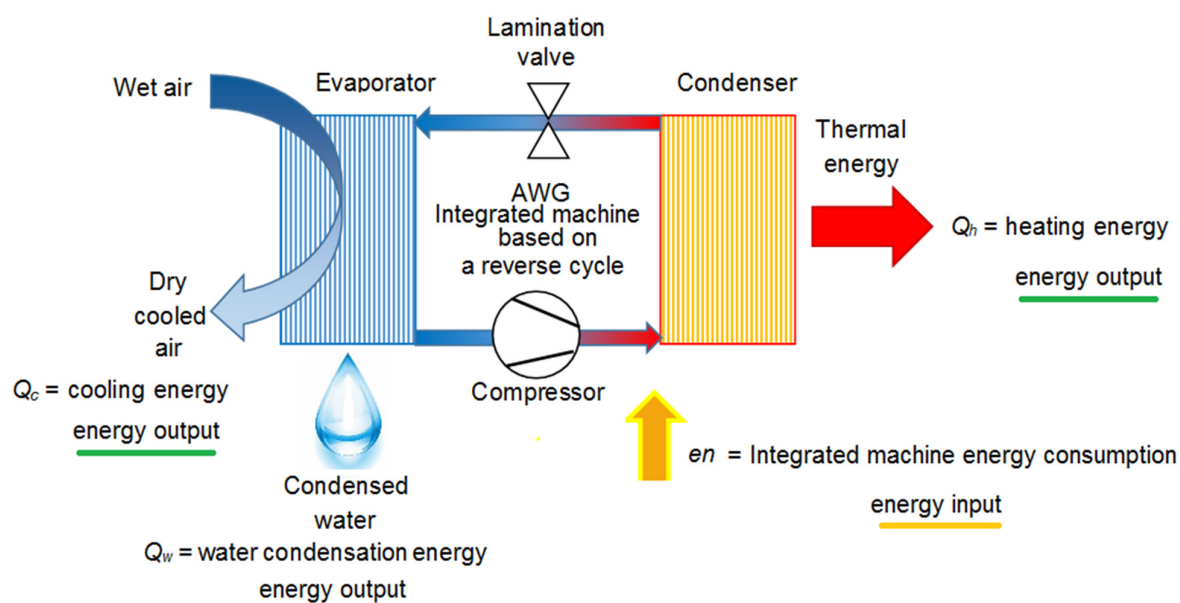 Lamination
valve
Wet air
Evaporator
Condenser
Thermal
energy
AWG
Integrated machine
based on
a reverse cycle
Qh = heating energy
energy output
Dry
cooled
air
Compressor
Qc = cooling energy
energy output
en = Integrated machine energy consumption
energy input
Condensed
water
Qw = water condensation energy
energy output